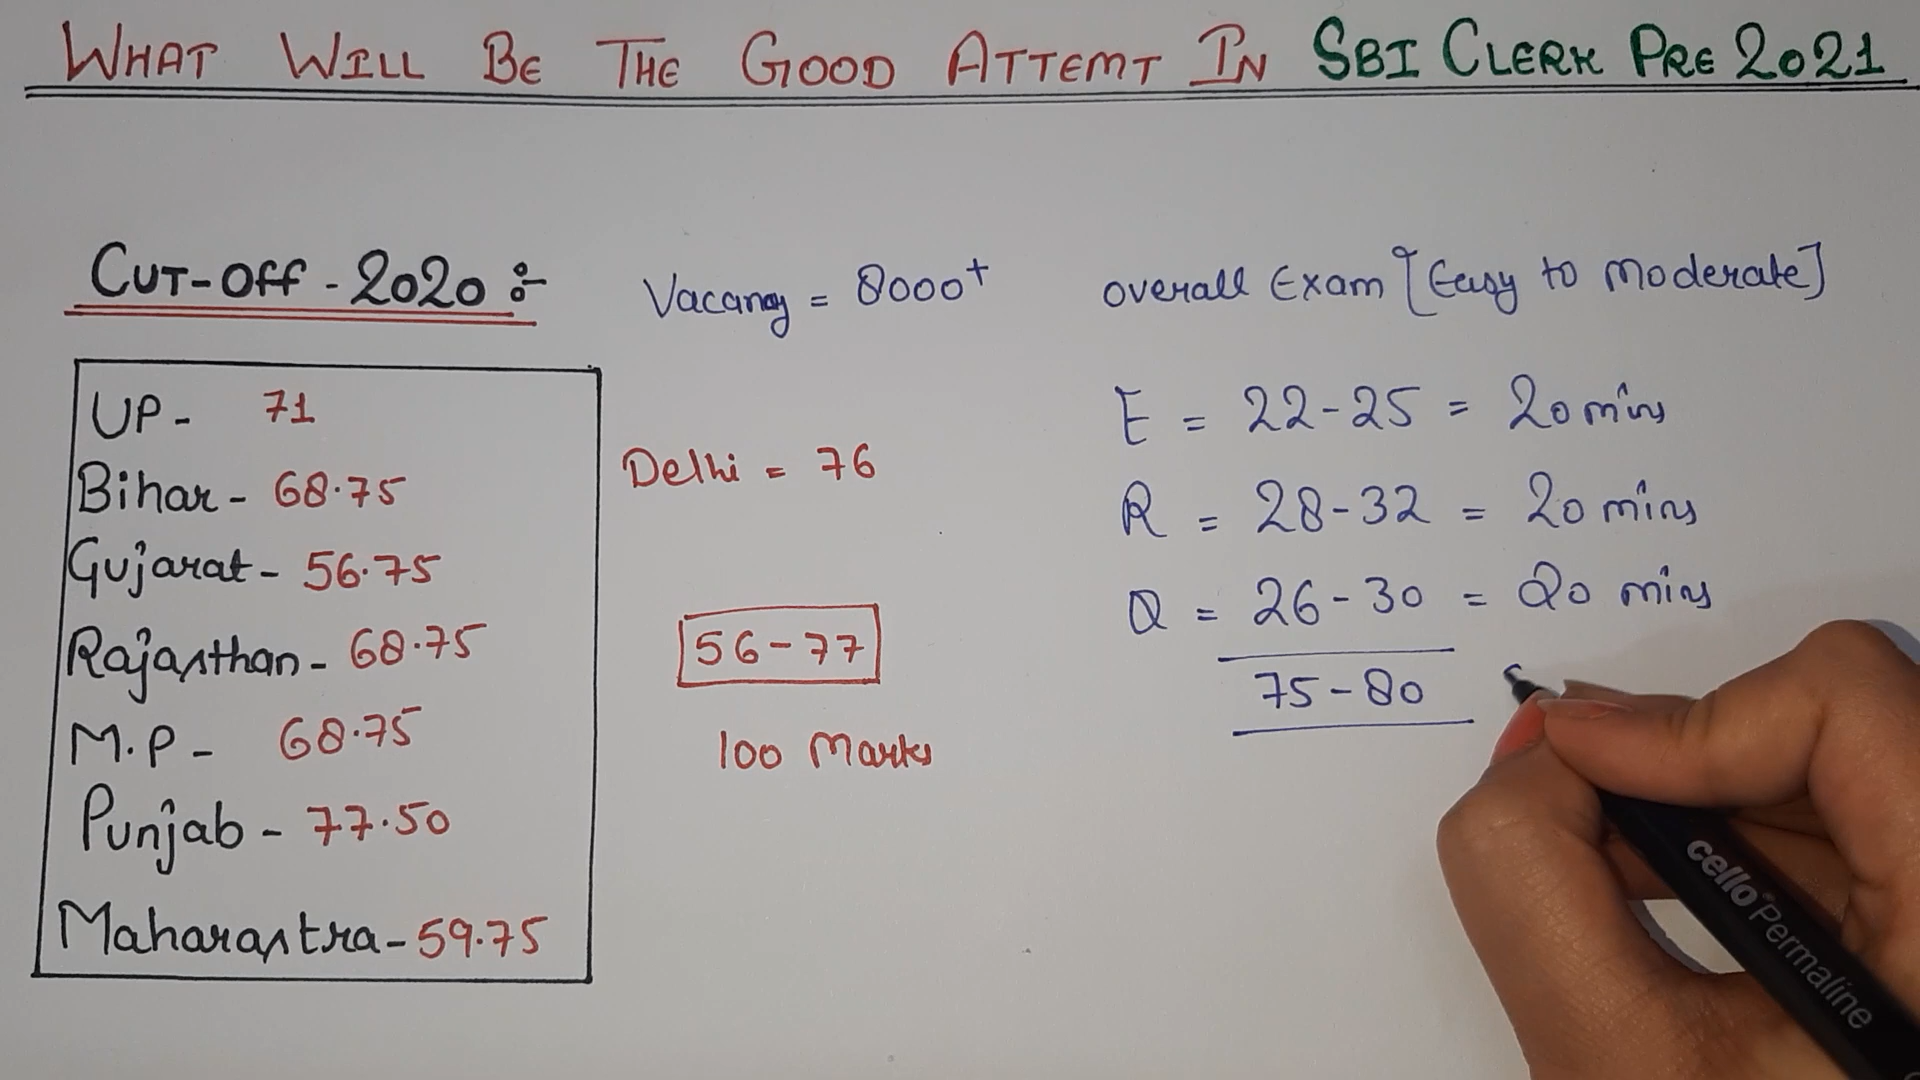 WHAT WILL BE THE GOOD ATTEMT IN SBI CLERK PRE 2021
CUT-OFF - 2020 :-
UP - 71
Bihar - 68.75
Gujarat - 56.75
Rajasthan - 68.75
M.P - 68.75
Punjab - 77.50
Maharastra - 59.75
Vacancy = 8000+
Delhi = 76
56-77
100 Marks
Overall Exam [Easy to Moderate]
E = 22-25 = 20 mins
R = 28-32 = 20 mins
Q = 26-30 = 20 mins
75-80
cello Permaline